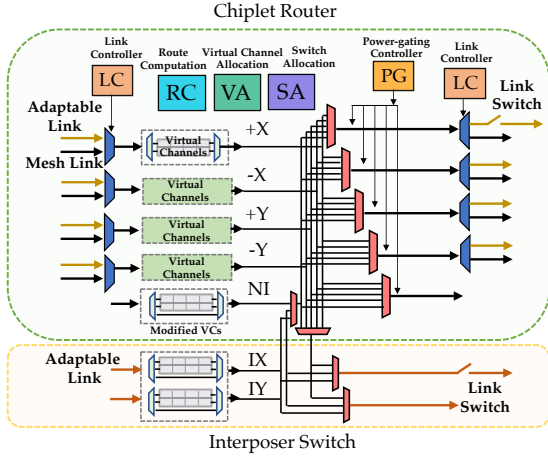 Chiplet Router
Link
Controller
Route
Computation
Virtual Channel
Allocation
Switch
Allocation
Power-gating
Controller
Link
Controller
LC
RC
VA
SA
PG
LC
Link
Switch
Adaptable
Link
Mesh Link
Virtual
Channels
+X
Virtual
Channels
-X
Virtual
Channels
+Y
Virtual
Channels
-Y
NI
Modified VCs
Adaptable
Link
IX
IY
Link
Switch
Interposer Switch